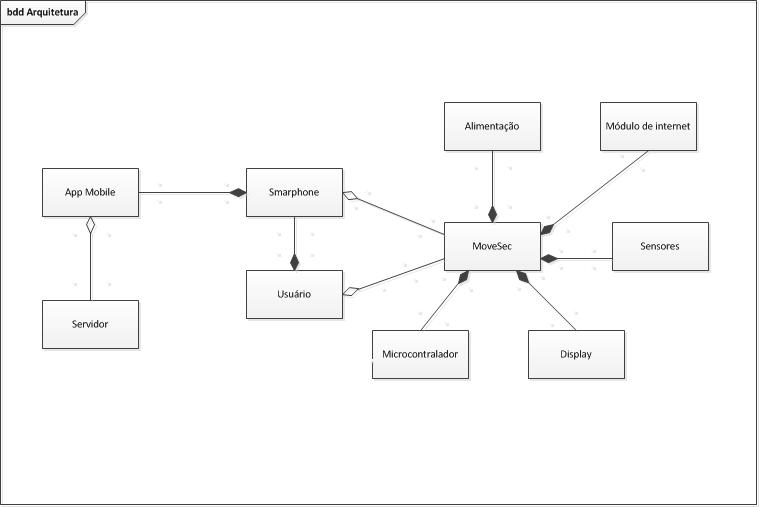 bdd Arquitetura
Alimentação
Módulo de internet
App Mobile
Smarphone
MoveSec
Sensores
Usuário
Servidor
Microcontralador
Display